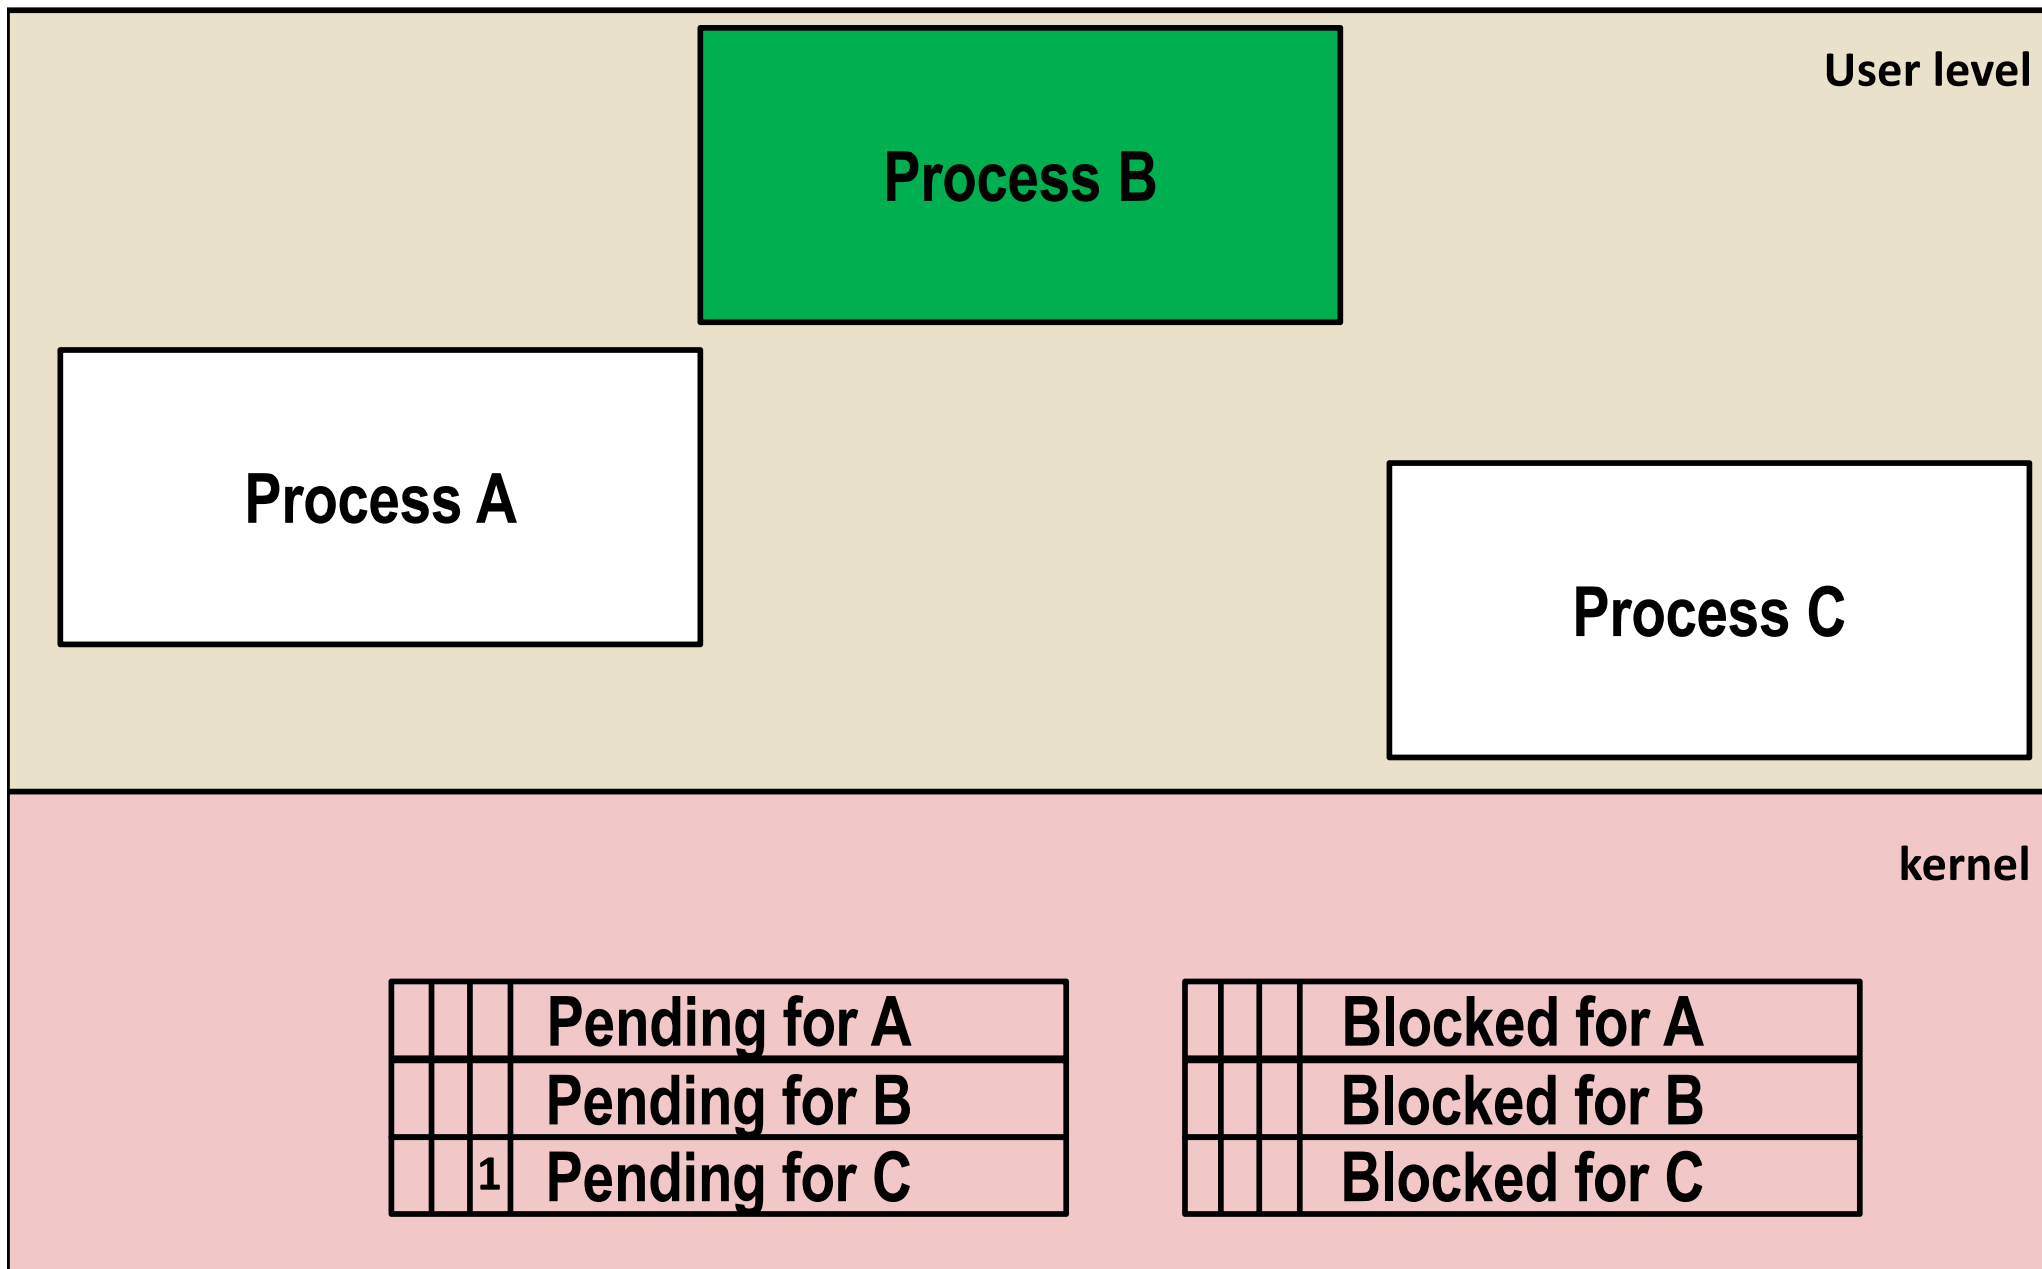 User level
Process B
Process A
Process C
kernel
Pending for A
Blocked for A
Pending for B
Blocked for B
1 Pending for C
Blocked for C